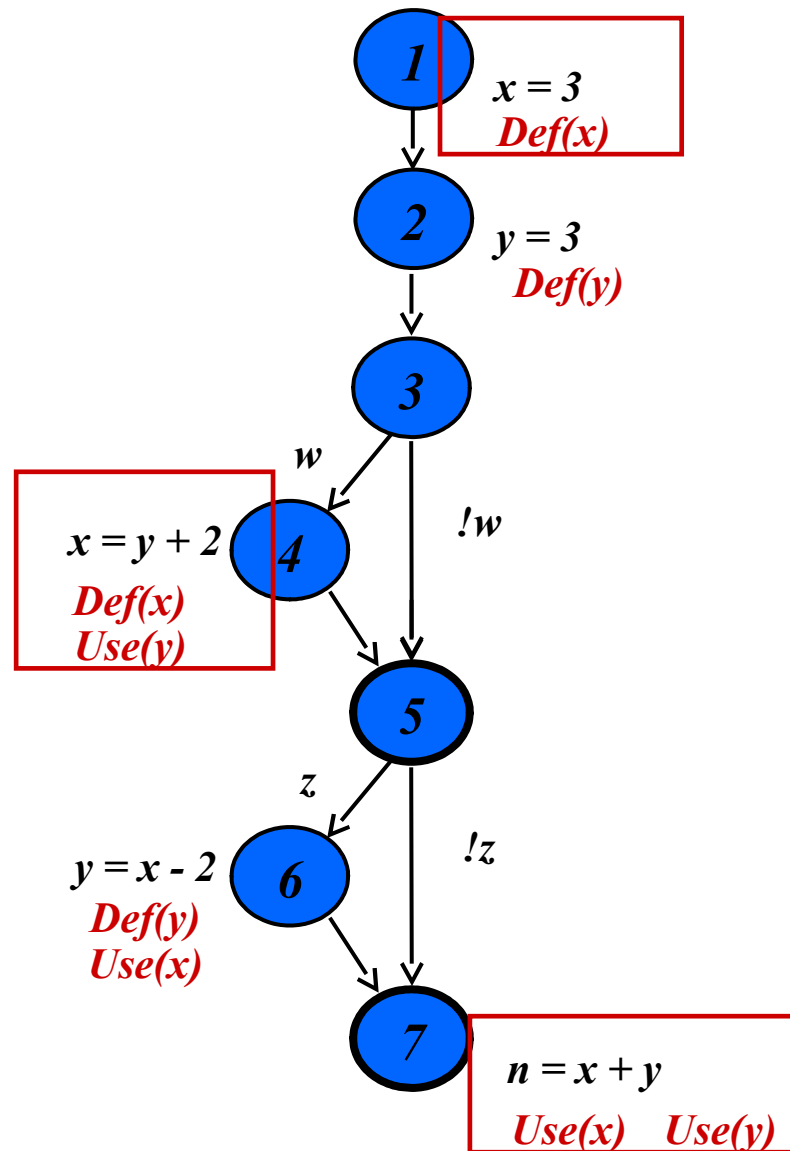 1
x = 3
Def(x)
2
y = 3
Def(y)
3
w
!w
x = y + 2
4
Def(x)
Use(y)
5
z
!z
y = x - 2
6
Def(y)
Use(x)
7
n = x + y
Use(x) Use(y)